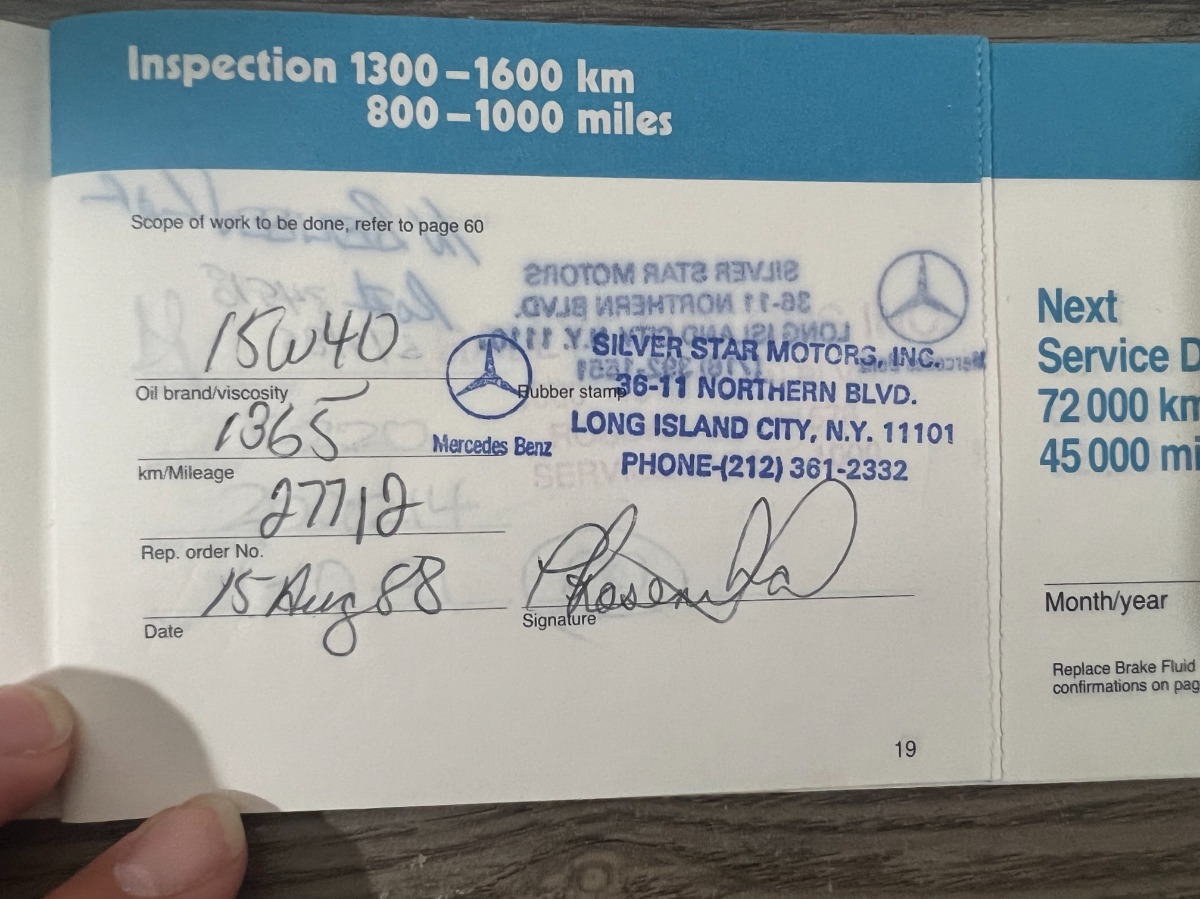 Inspection 1300–1600 km
800–1000 miles
Scope of work to be done, refer to page 60
15W40
Oil brand/viscosity
1365
km/Mileage
27712
Rep. order No.
15 Aug 88
Date
Mercedes Benz
Rubber stamp
SILVER STAR MOTORS, INC.
36-11 NORTHERN BLVD.
LONG ISLAND CITY, N.Y. 11101
PHONE-(212) 361-2332
Signature
19
Next
Service D
72 000 km
45 000 mi
Month/year
Replace Brake Fluid
confirmations on pag